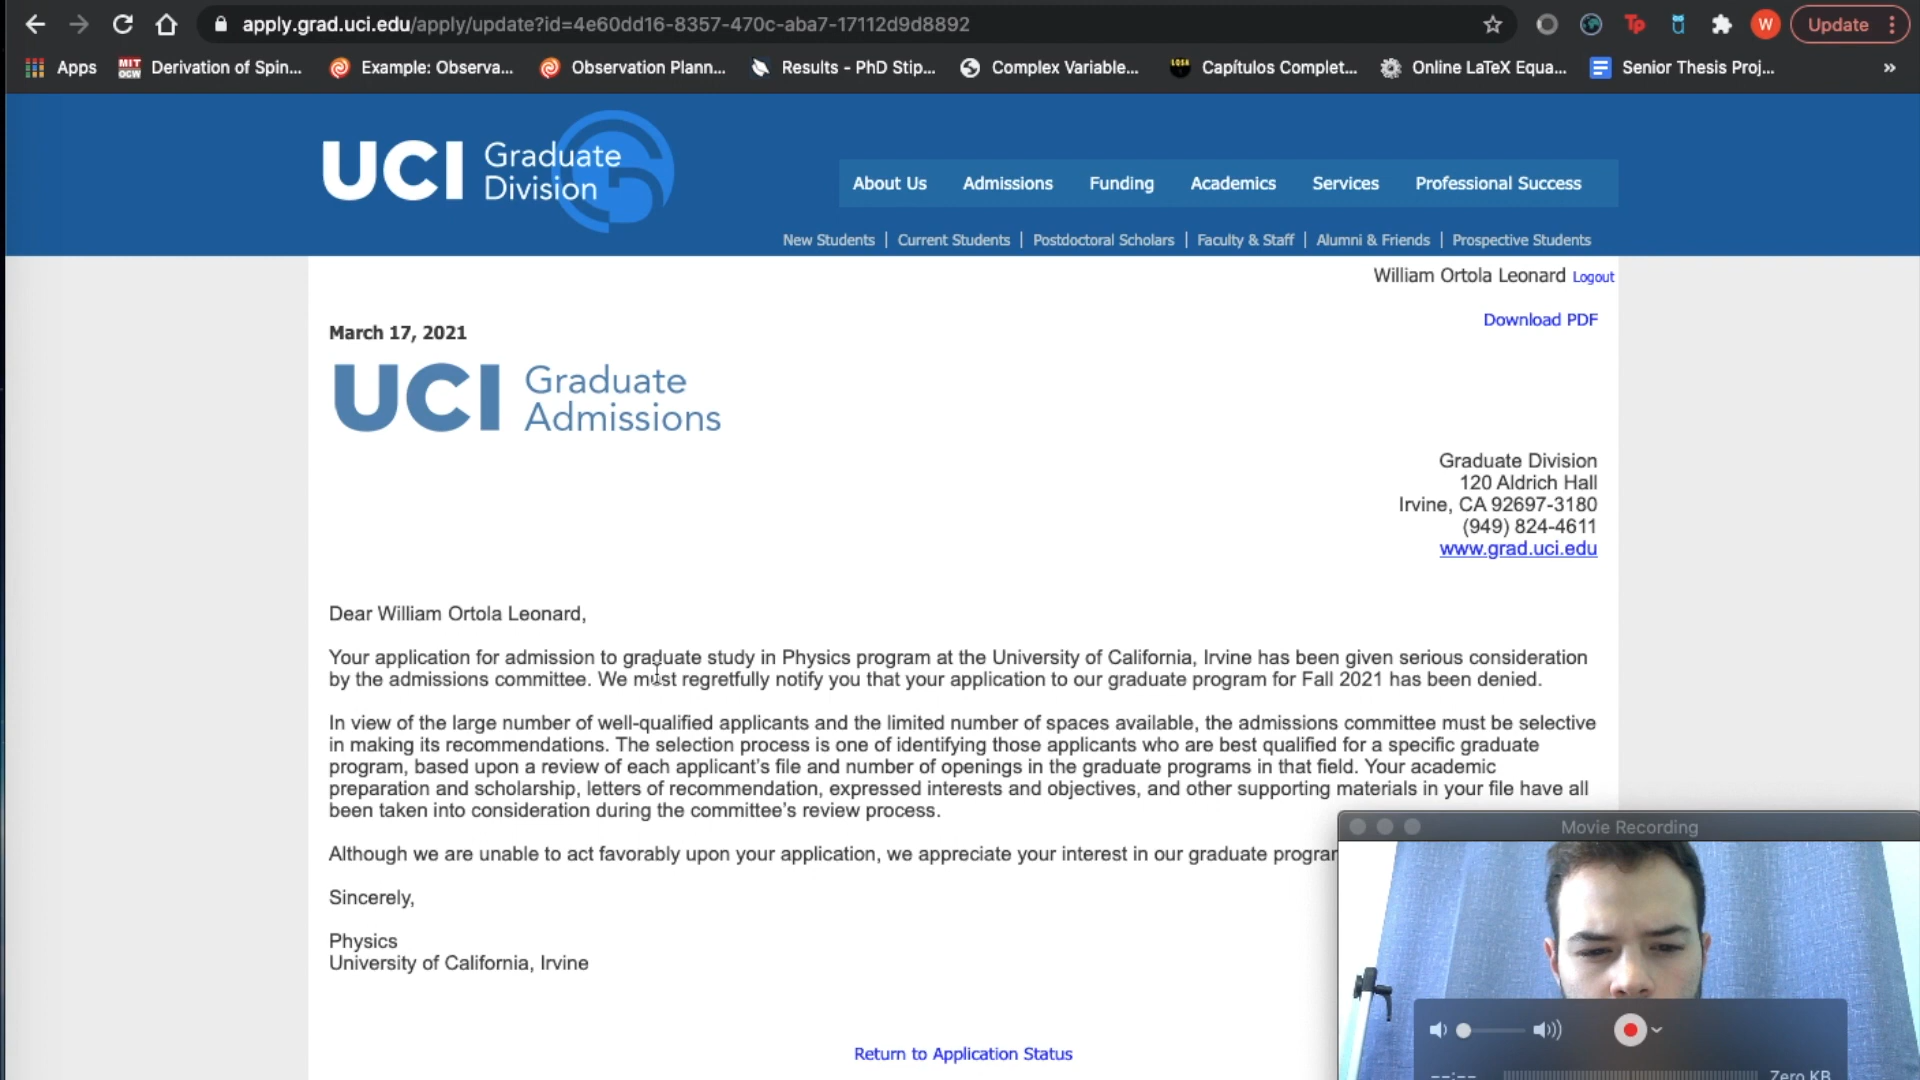 apply.grad.uci.edu/apply/update?id=4e60dd16-8357-470c-aba7-17112d9d8892
W
Update
Apps
MIT OCW
Derivation of Spin...
Example: Observa...
Observation Plann...
Results - PhD Stip...
Complex Variable...
LQSA
Capítulos Complet...
Online LaTeX Equa...
Senior Thesis Proj...
»
UCI Graduate
Division
About Us Admissions Funding Academics Services Professional Success
New Students | Current Students | Postdoctoral Scholars | Faculty & Staff | Alumni & Friends | Prospective Students
William Ortola Leonard Logout
Download PDF
March 17, 2021
UCI Graduate
Admissions
Graduate Division
120 Aldrich Hall
Irvine, CA 92697-3180
(949) 824-4611
www.grad.uci.edu
Dear William Ortola Leonard,
Your application for admission to graduate study in Physics program at the University of California, Irvine has been given serious consideration
by the admissions committee. We must regretfully notify you that your application to our graduate program for Fall 2021 has been denied.
In view of the large number of well-qualified applicants and the limited number of spaces available, the admissions committee must be selective
in making its recommendations. The selection process is one of identifying those applicants who are best qualified for a specific graduate
program, based upon a review of each applicant's file and number of openings in the graduate programs in that field. Your academic
preparation and scholarship, letters of recommendation, expressed interests and objectives, and other supporting materials in your file have all
been taken into consideration during the committee's review process.
Although we are unable to act favorably upon your application, we appreciate your interest in our graduate progra
Sincerely,
Physics
University of California, Irvine
Return to Application Status
Movie Recording
--:--
Zero KB